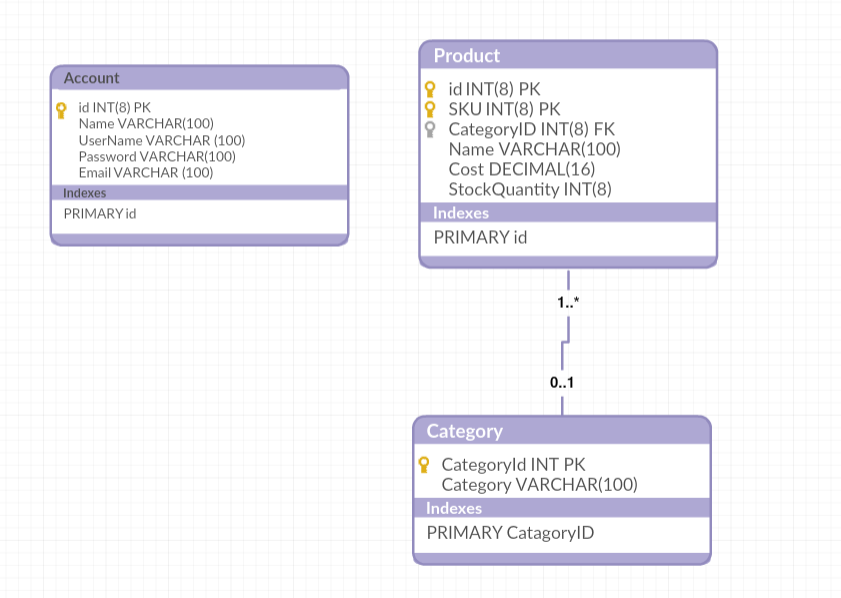 Account
id INT(8) PK
Name VARCHAR(100)
UserName VARCHAR (100)
Password VARCHAR(100)
Email VARCHAR (100)
Indexes
PRIMARY id
Product
id INT(8) PK
SKU INT(8) PK
CategoryID INT(8) FK
Name VARCHAR(100)
Cost DECIMAL(16)
StockQuantity INT(8)
Indexes
PRIMARY id
1..*
0..1
Category
CategoryId INT PK
Category VARCHAR(100)
Indexes
PRIMARY CatagoryID